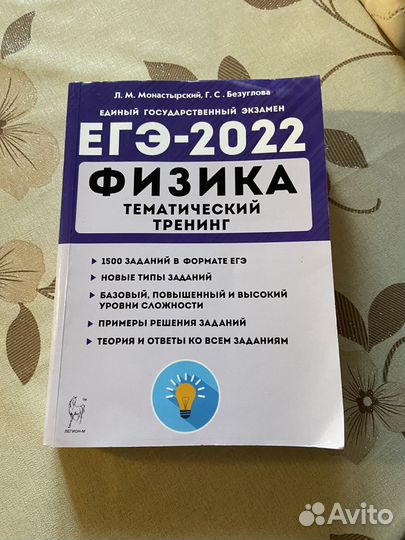 Л. М. Монастырский, Г. С. Безуглова
ЕДИНЫЙ ГОСУДАРСТВЕННЫЙ ЭКЗАМЕН
ЕГЭ-2022
ФИЗИКА
ТЕМАТИЧЕСКИЙ
ТРЕНИНГ
1500 ЗАДАНИЙ В ФОРМАТЕ ЕГЭ
НОВЫЕ ТИПЫ ЗАДАНИЙ
БАЗОВЫЙ, ПОВЫШЕННЫЙ И ВЫСОКИЙ
УРОВНИ СЛОЖНОСТИ
ПРИМЕРЫ РЕШЕНИЯ ЗАДАНИЙ
ТЕОРИЯ И ОТВЕТЫ КО ВСЕМ ЗАДАНИЯМ
TM
ЛЕГИОН-М
Avito